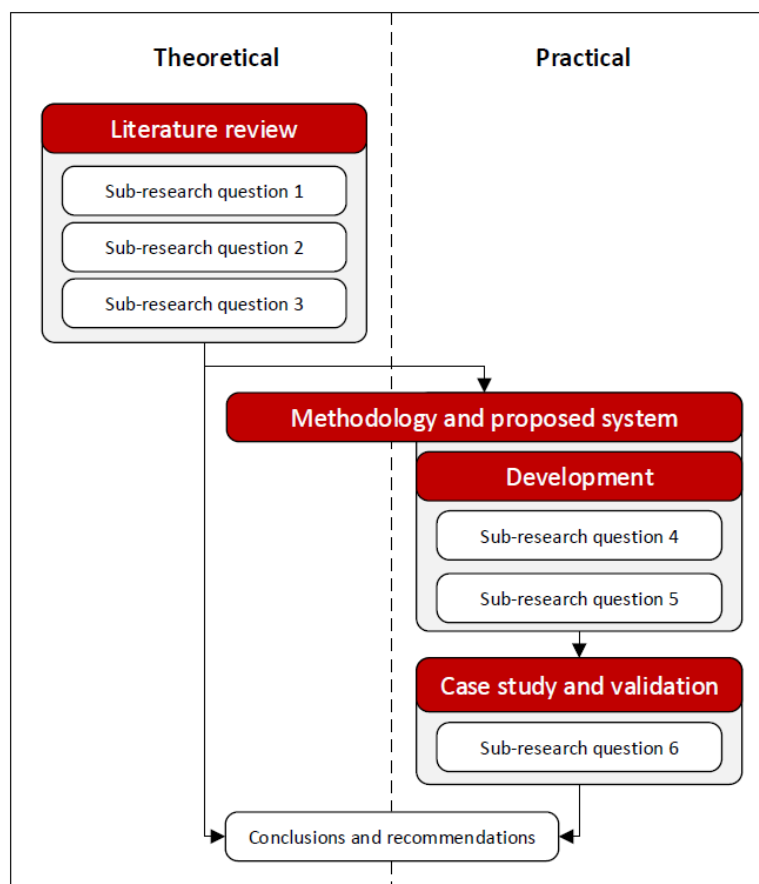 Theoretical
Practical
Literature review
Sub-research question 1
Sub-research question 2
Sub-research question 3
Methodology and proposed system
Development
Sub-research question 4
Sub-research question 5
Case study and validation
Sub-research question 6
Conclusions and recommendations